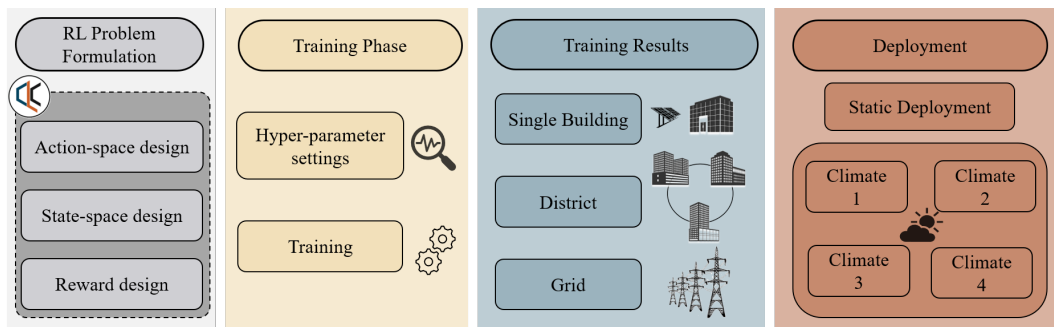 RL Problem
Formulation
Action-space design
State-space design
Reward design
Training Phase
Hyper-parameter
settings
Training
Training Results
Single Building
District
Grid
Deployment
Static Deployment
Climate
1
Climate
2
Climate
3
Climate
4